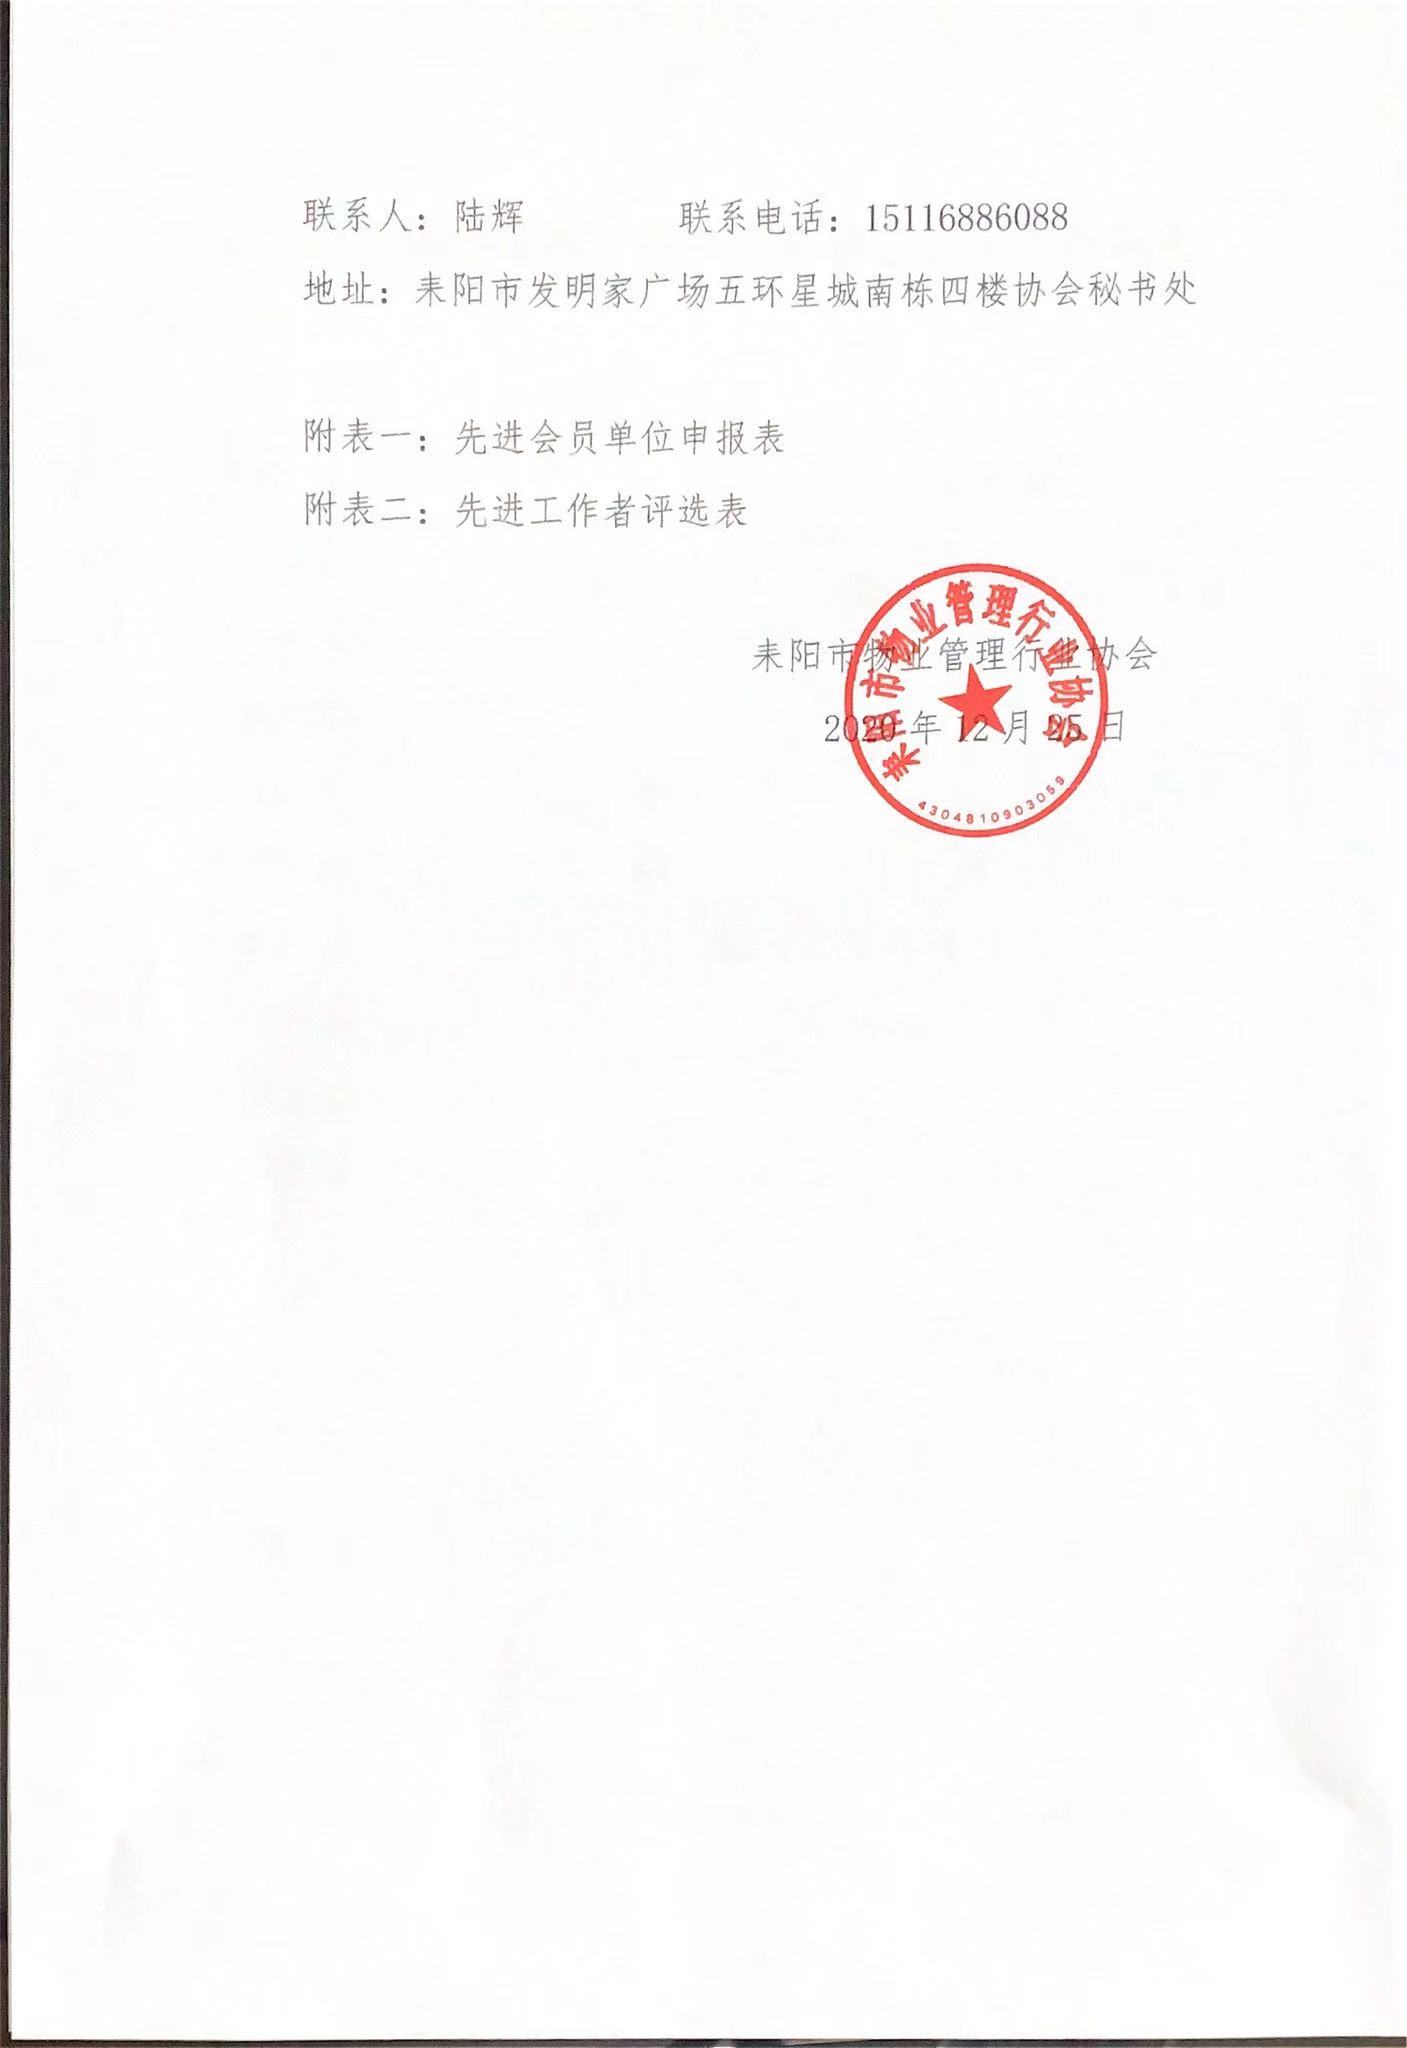 联系人：陆辉 联系电话：15116886088
地址：耒阳市发明家广场五环星城南栋四楼协会秘书处
附表一：先进会员单位申报表
附表二：先进工作者评选表
耒阳市物业管理行业协会
2020年12月25日
耒阳市物业管理行业协会
4304810903059